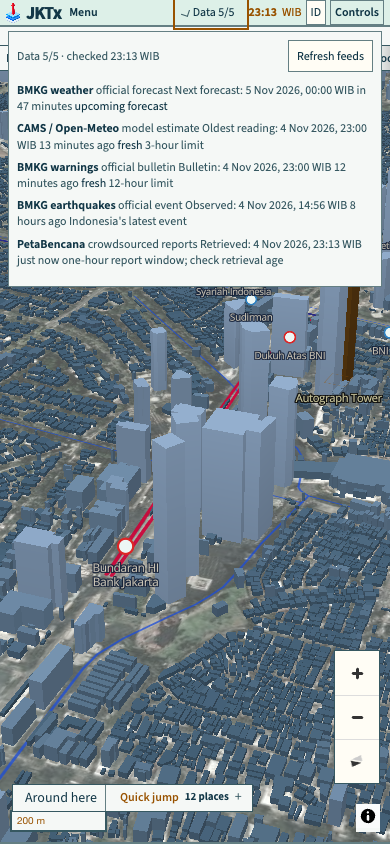 JKTx Menu Data 5/5 23:13 WIB ID Controls
Data 5/5 · checked 23:13 WIB
Refresh feeds
BMKG weather official forecast Next forecast: 5 Nov 2026, 00:00 WIB in
47 minutes upcoming forecast
CAMS / Open-Meteo model estimate Oldest reading: 4 Nov 2026, 23:00
WIB 13 minutes ago fresh 3-hour limit
BMKG warnings official bulletin Bulletin: 4 Nov 2026, 23:00 WIB 12
minutes ago fresh 12-hour limit
BMKG earthquakes official event Observed: 4 Nov 2026, 14:56 WIB 8
hours ago Indonesia's latest event
PetaBencana crowdsourced reports Retrieved: 4 Nov 2026, 23:13 WIB
just now one-hour report window; check retrieval age
Syariah Indonesia
Sudirman
Dukuh Atas BNI
BNI
Autograph Tower
Bundaran HI
Bank Jakarta
+
−
Around here
Quick jump 12 places +
200 m